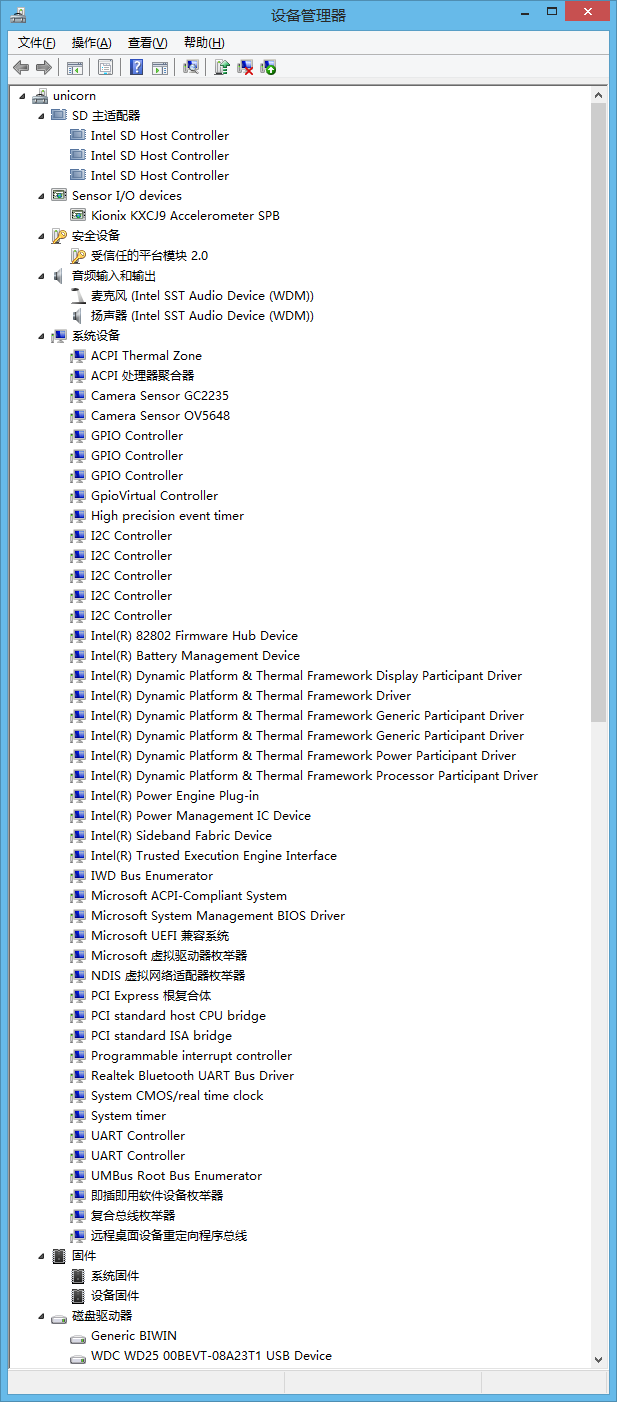 设备管理器
文件(F) 操作(A) 查看(V) 帮助(H)
unicorn
SD 主适配器
Intel SD Host Controller
Intel SD Host Controller
Intel SD Host Controller
Sensor I/O devices
Kionix KXCJ9 Accelerometer SPB
安全设备
受信任的平台模块 2.0
音频输入和输出
麦克风 (Intel SST Audio Device (WDM))
扬声器 (Intel SST Audio Device (WDM))
系统设备
ACPI Thermal Zone
ACPI 处理器聚合器
Camera Sensor GC2235
Camera Sensor OV5648
GPIO Controller
GPIO Controller
GPIO Controller
GpioVirtual Controller
High precision event timer
I2C Controller
I2C Controller
I2C Controller
I2C Controller
I2C Controller
Intel(R) 82802 Firmware Hub Device
Intel(R) Battery Management Device
Intel(R) Dynamic Platform & Thermal Framework Display Participant Driver
Intel(R) Dynamic Platform & Thermal Framework Driver
Intel(R) Dynamic Platform & Thermal Framework Generic Participant Driver
Intel(R) Dynamic Platform & Thermal Framework Generic Participant Driver
Intel(R) Dynamic Platform & Thermal Framework Power Participant Driver
Intel(R) Dynamic Platform & Thermal Framework Processor Participant Driver
Intel(R) Power Engine Plug-in
Intel(R) Power Management IC Device
Intel(R) Sideband Fabric Device
Intel(R) Trusted Execution Engine Interface
IWD Bus Enumerator
Microsoft ACPI-Compliant System
Microsoft System Management BIOS Driver
Microsoft UEFI 兼容系统
Microsoft 虚拟驱动器枚举器
NDIS 虚拟网络适配器枚举器
PCI Express 根复合体
PCI standard host CPU bridge
PCI standard ISA bridge
Programmable interrupt controller
Realtek Bluetooth UART Bus Driver
System CMOS/real time clock
System timer
UART Controller
UART Controller
UMBus Root Bus Enumerator
即插即用软件设备枚举器
复合总线枚举器
远程桌面设备重定向程序总线
固件
系统固件
设备固件
磁盘驱动器
Generic BIWIN
WDC WD25 00BEVT-08A23T1 USB Device